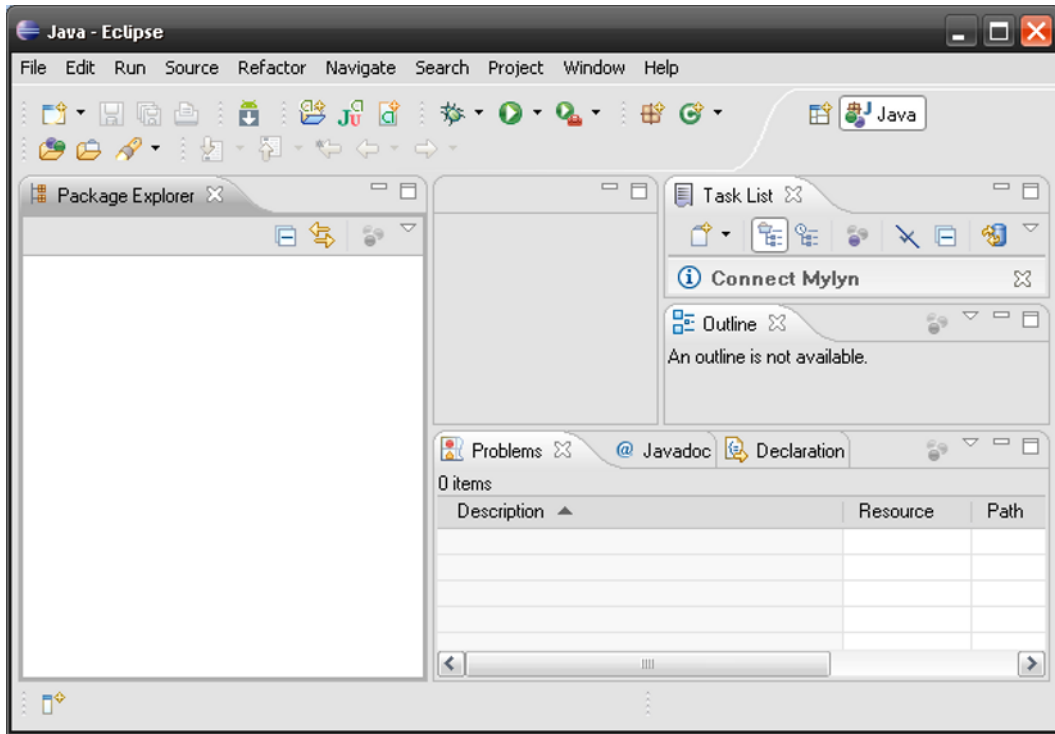 Java - Eclipse
File Edit Run Source Refactor Navigate Search Project Window Help
Java
Package Explorer
Task List
Connect Mylyn
Outline
An outline is not available.
Problems @ Javadoc Declaration
0 items
Description Resource Path